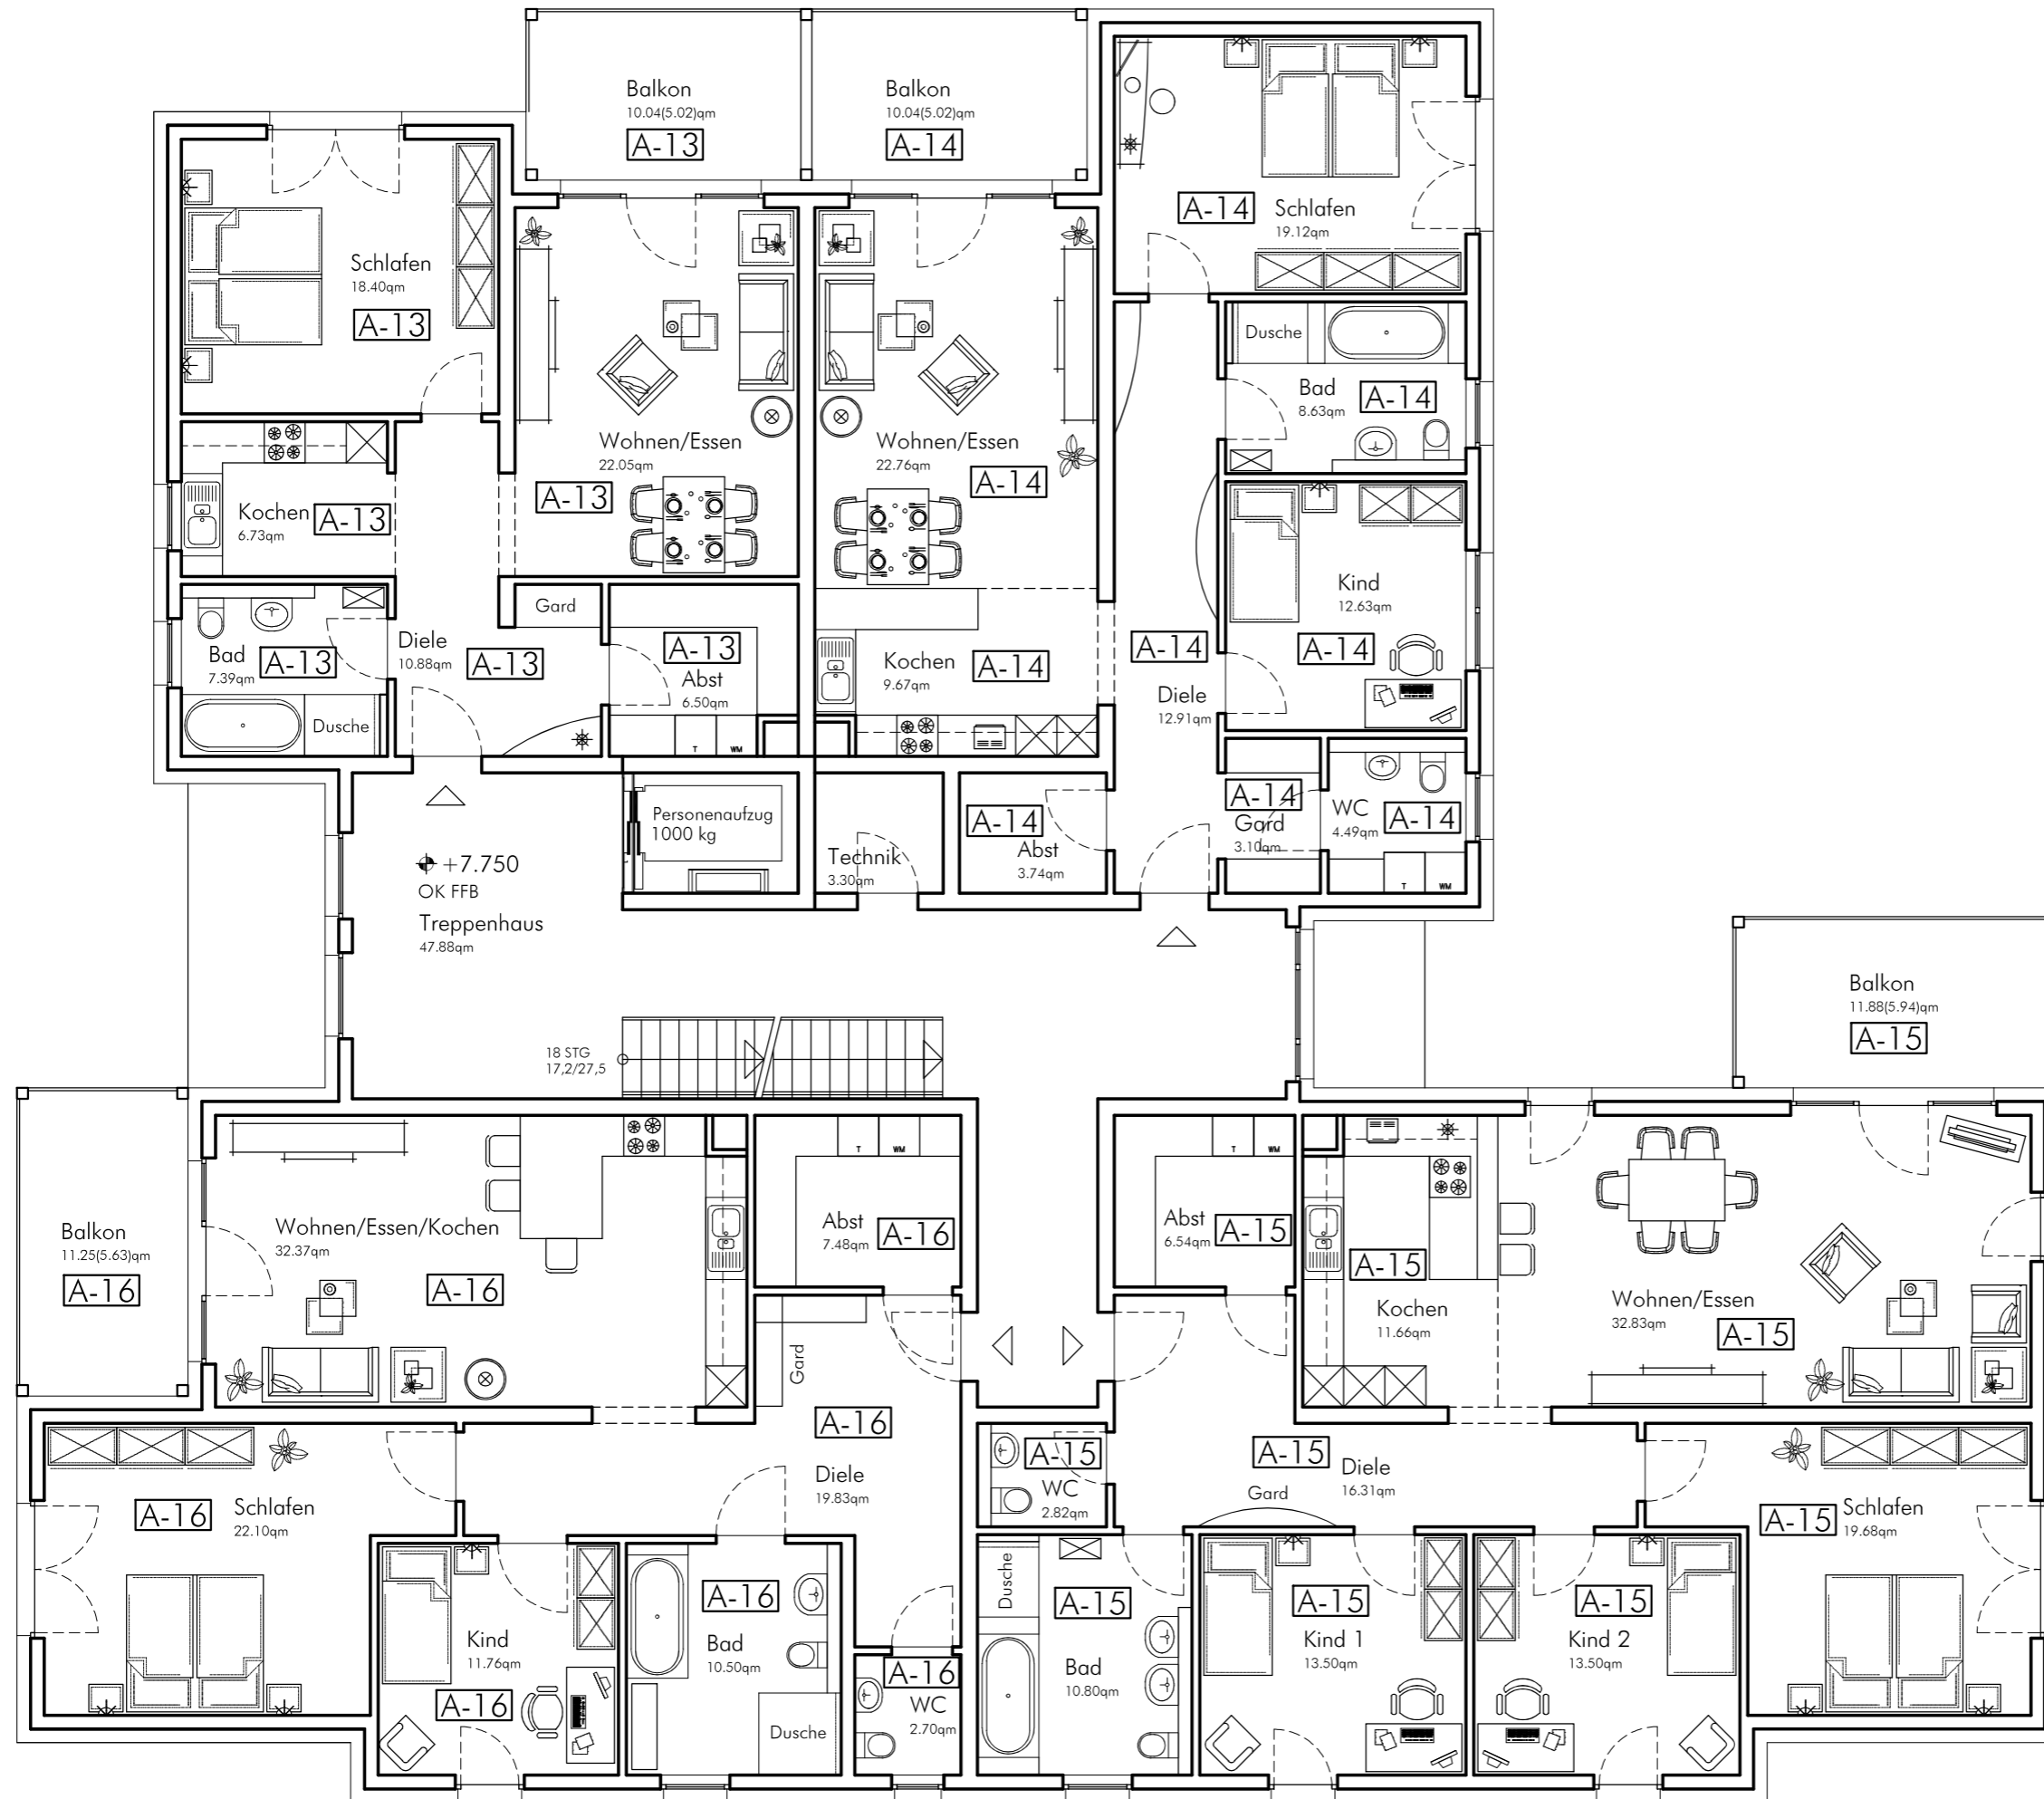 Balkon
10.04(5.02)qm
A-13
Balkon
10.04(5.02)qm
A-14
A-14
Schlafen
19.12qm
Schlafen
18.40qm
A-13
Dusche
Bad
8.63qm
A-14
Wohnen/Essen
22.05qm
A-13
Wohnen/Essen
22.76qm
A-14
Kochen
6.73qm
A-13
Kind
12.63qm
A-14
Gard
Bad
7.39qm
A-13
Dusche
Diele
10.88qm
A-13
A-13
Abst
6.50qm
T
WM
Kochen
9.67qm
A-14
A-14
Diele
12.91qm
Personenaufzug
1000 kg
Technik
3.30qm
A-14
Abst
3.74qm
A-14
Gard
3.10qm
WC
4.49qm
A-14
T
WM
+7.750
OK FFB
Treppenhaus
47.88qm
18 STG
17,2/27,5
Balkon
11.88(5.94)qm
A-15
Balkon
11.25(5.63)qm
A-16
Wohnen/Essen/Kochen
32.37qm
A-16
T
WM
Abst
7.48qm
A-16
T
WM
Abst
6.54qm
A-15
A-15
Kochen
11.66qm
Wohnen/Essen
32.83qm
A-15
Gard
A-16
Diele
19.83qm
A-16
Schlafen
22.10qm
A-15
WC
2.82qm
A-15
Diele
16.31qm
Gard
A-15
Schlafen
19.68qm
Kind
11.76qm
A-16
A-16
Bad
10.50qm
Dusche
A-16
WC
2.70qm
Dusche
A-15
Bad
10.80qm
A-15
Kind 1
13.50qm
A-15
Kind 2
13.50qm